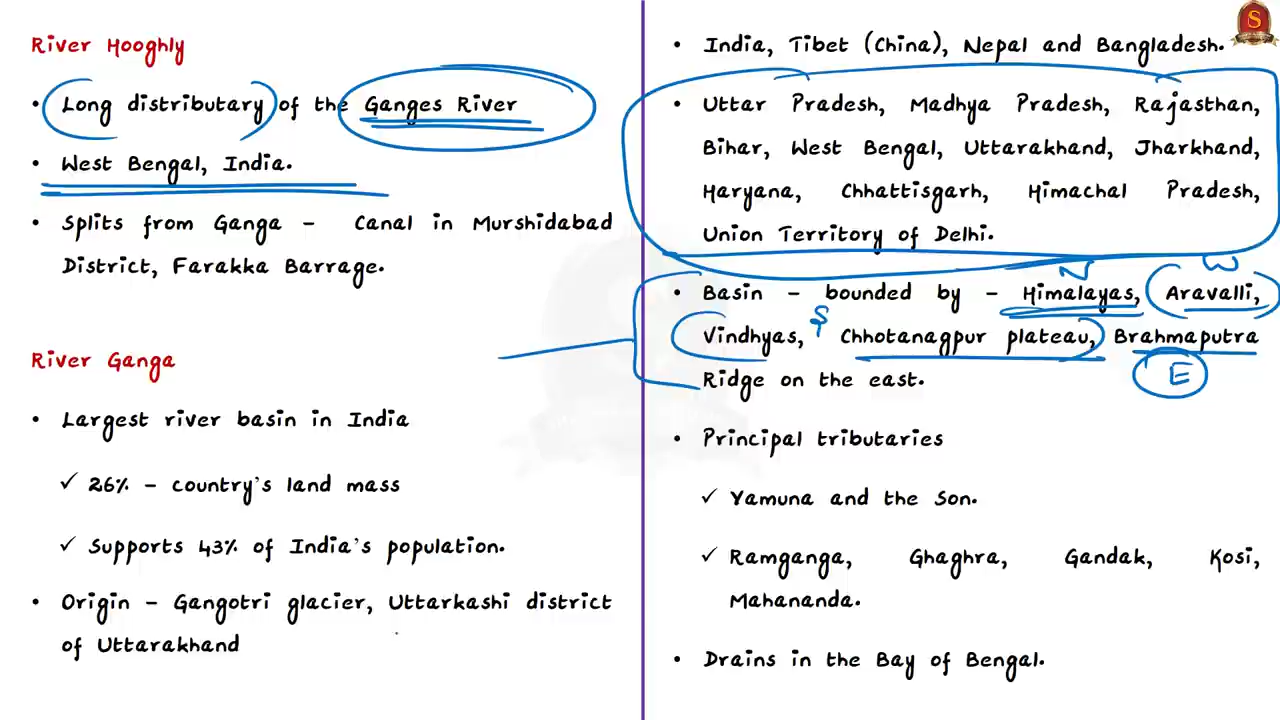 River Hooghly
• Long distributary of the Ganges River
• West Bengal, India.
• Splits from Ganga – Canal in Murshidabad
District, Farakka Barrage.
River Ganga
• Largest river basin in India
✓ 26% – country's land mass
✓ Supports 43% of India's population.
• Origin – Gangotri glacier, Uttarkashi district
of Uttarakhand
• India, Tibet (China), Nepal and Bangladesh.
• Uttar Pradesh, Madhya Pradesh, Rajasthan,
Bihar, West Bengal, Uttarakhand, Jharkhand,
Haryana, Chhattisgarh, Himachal Pradesh,
Union Territory of Delhi.
N W
• Basin – bounded by – Himalayas, Aravalli,
S
Vindhyas, Chhotanagpur plateau, Brahmaputra
E
Ridge on the east.
• Principal tributaries
✓ Yamuna and the Son.
✓ Ramganga, Ghaghra, Gandak, Kosi,
Mahananda.
• Drains in the Bay of Bengal.
S